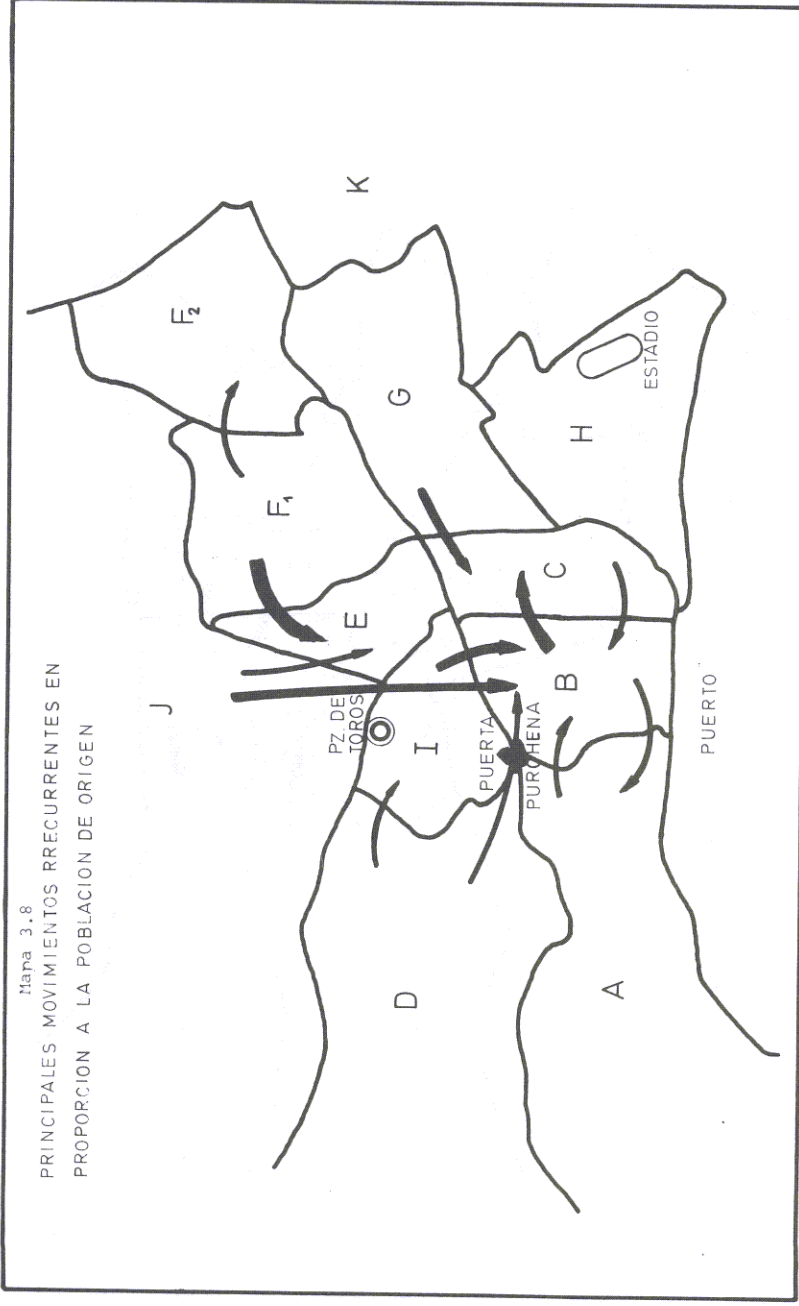 Mapa 3.8
PRINCIPALES MOVIMIENTOS RRECURRENTES EN
PROPORCION A LA POBLACION DE ORIGEN
J
F₂
K
F₁
E
G
PZ. DE
TOROS
I
D
PUERTA
PURCHENA
B
C
H
ESTADIO
A
PUERTO